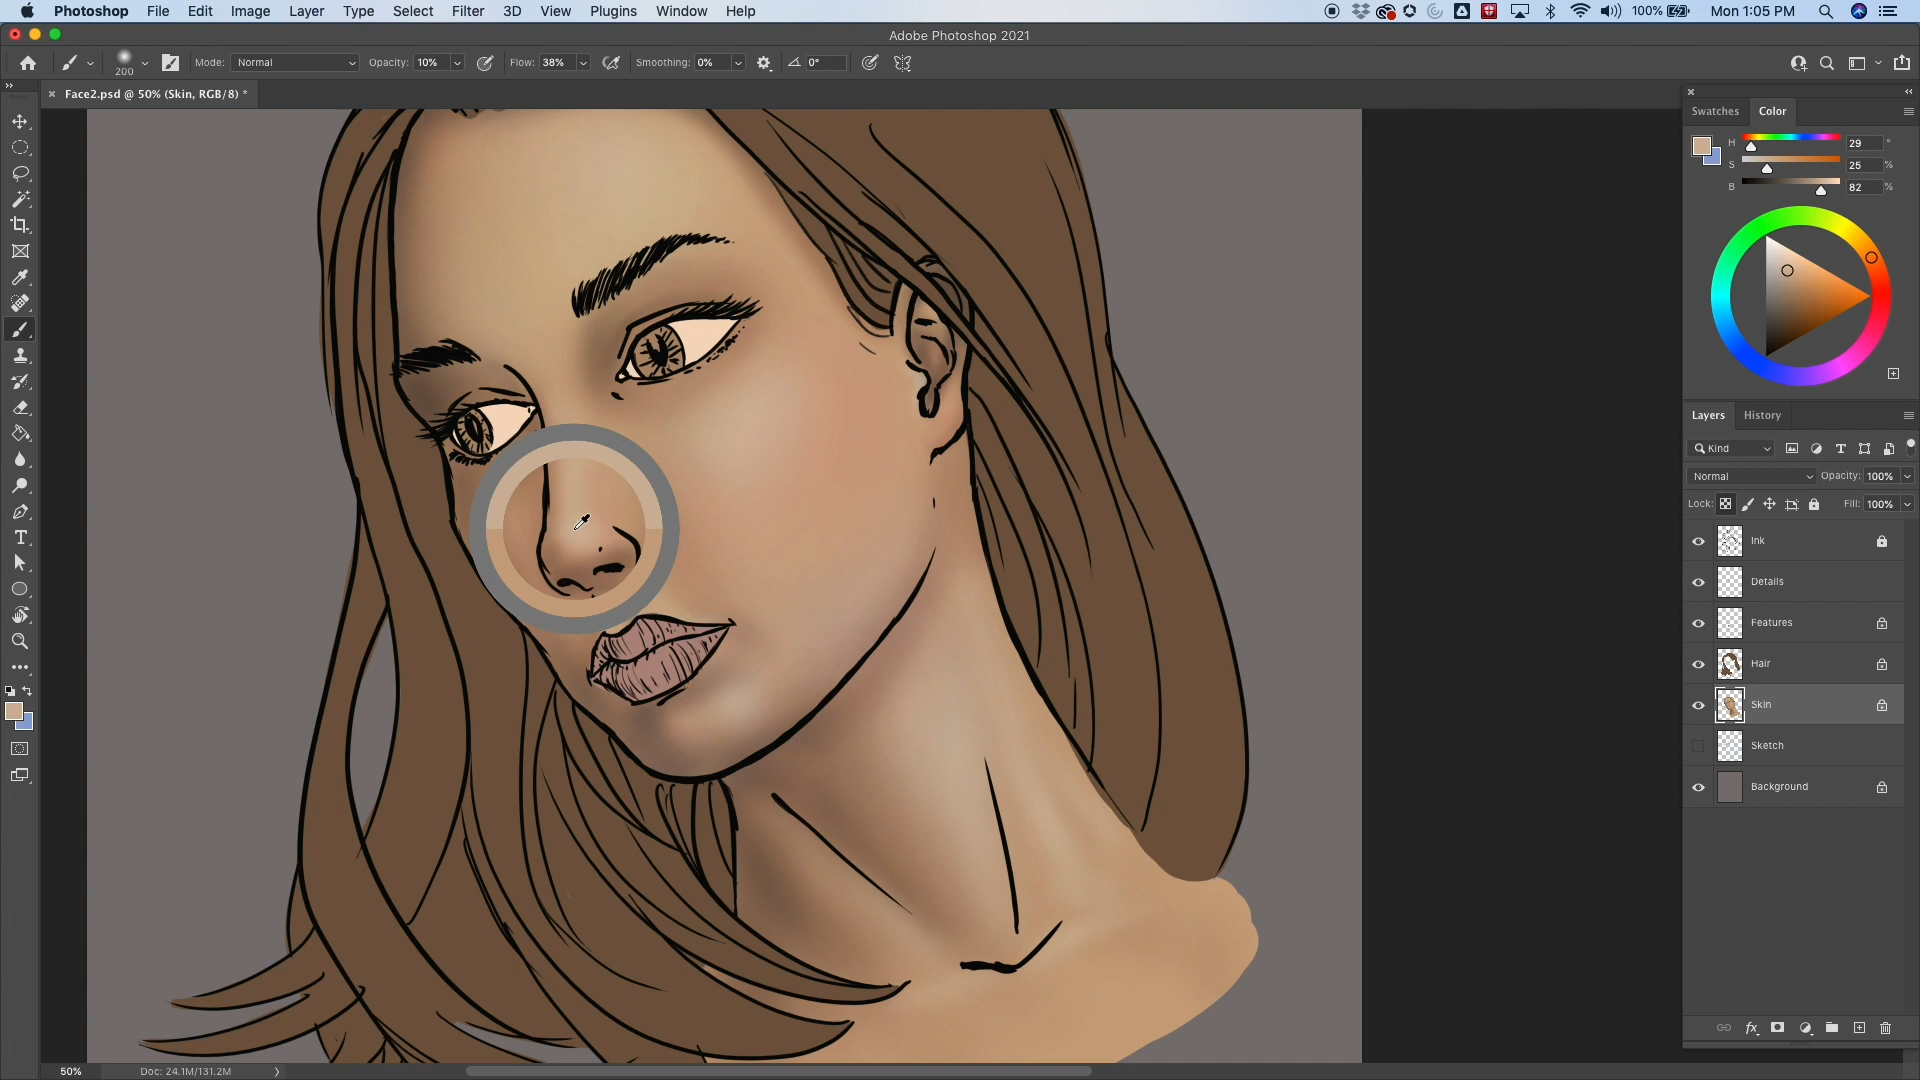 Photoshop File Edit Image Layer Type Select Filter 3D View Plugins Window Help 100% Mon 1:05 PM
Adobe Photoshop 2021
200 Mode: Normal Opacity: 10% Flow: 38% Smoothing: 0% 0°
Face2.psd @ 50% (Skin, RGB/8) *
Swatches Color
H 29 °
S 25 %
B 82 %
Layers History
Kind
Normal Opacity: 100%
Lock: Fill: 100%
Ink
Details
Features
Hair
Skin
Sketch
Background
fx
50% Doc: 24.1M/131.2M